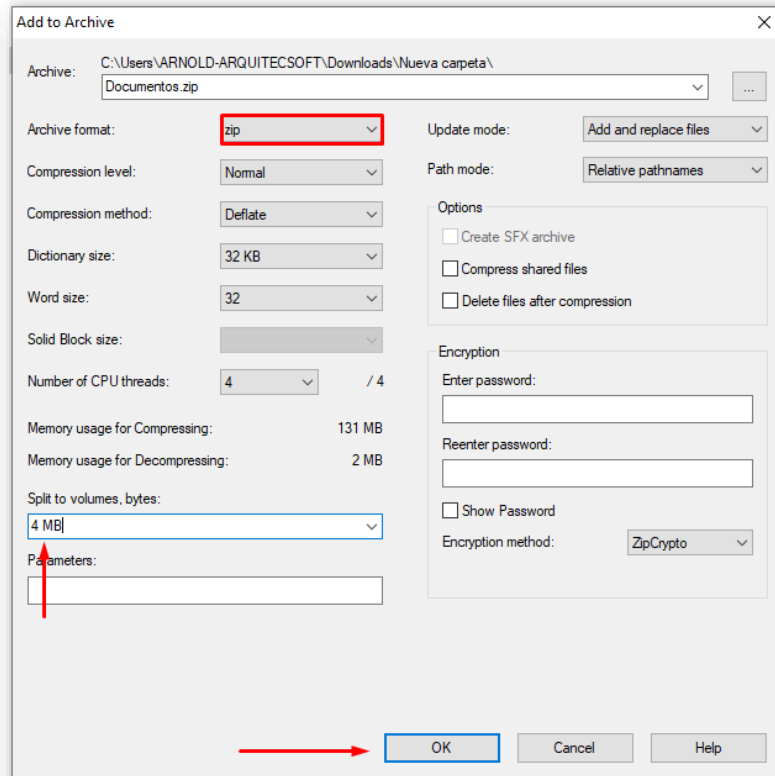 Add to Archive
Archive:
C:\Users\ARNOLD-ARQUITECSOFT\Downloads\Nueva carpeta\
Documentos.zip
...
Archive format:
zip
Compression level:
Normal
Compression method:
Deflate
Dictionary size:
32 KB
Word size:
32
Solid Block size:
Number of CPU threads:
4
/ 4
Memory usage for Compressing:
131 MB
Memory usage for Decompressing:
2 MB
Split to volumes, bytes:
4 MB
Parameters:
Update mode:
Add and replace files
Path mode:
Relative pathnames
Options
Create SFX archive
Compress shared files
Delete files after compression
Encryption
Enter password:
Reenter password:
Show Password
Encryption method:
ZipCrypto
OK
Cancel
Help